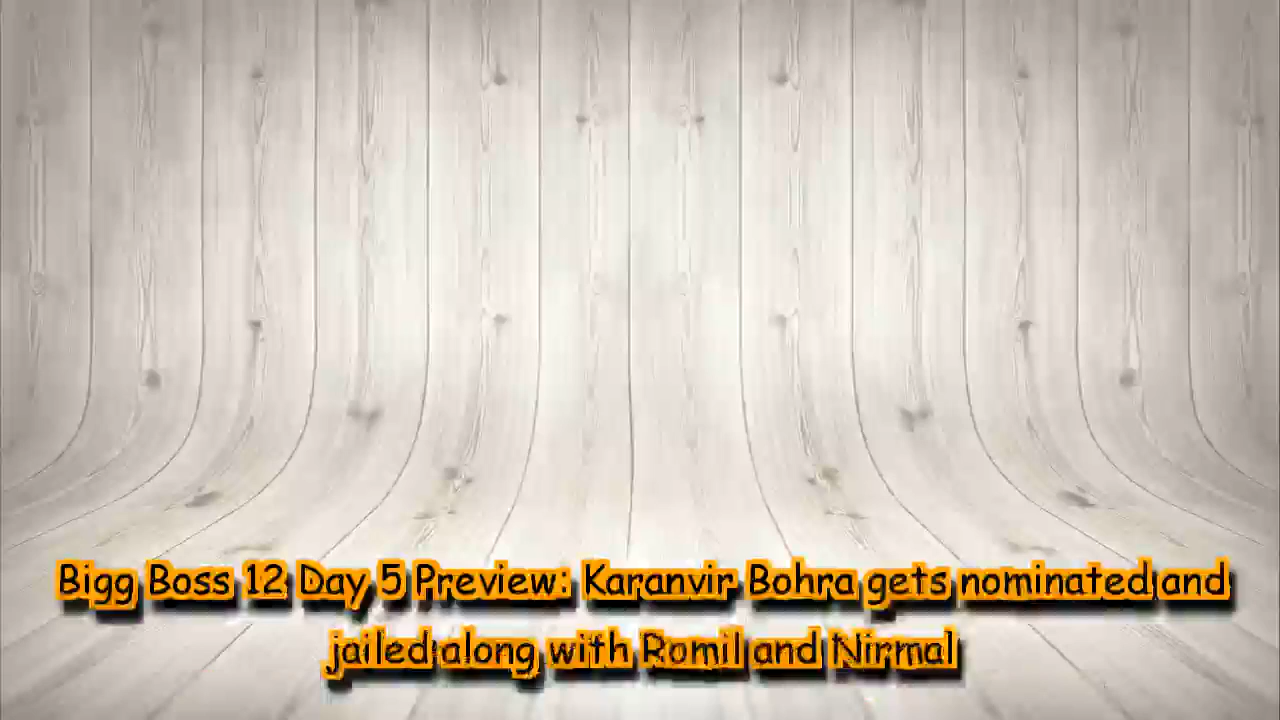 Bigg Boss 12 Day 5 Preview: Karanvir Bohra gets nominated and
jailed along with Romil and Nirmal